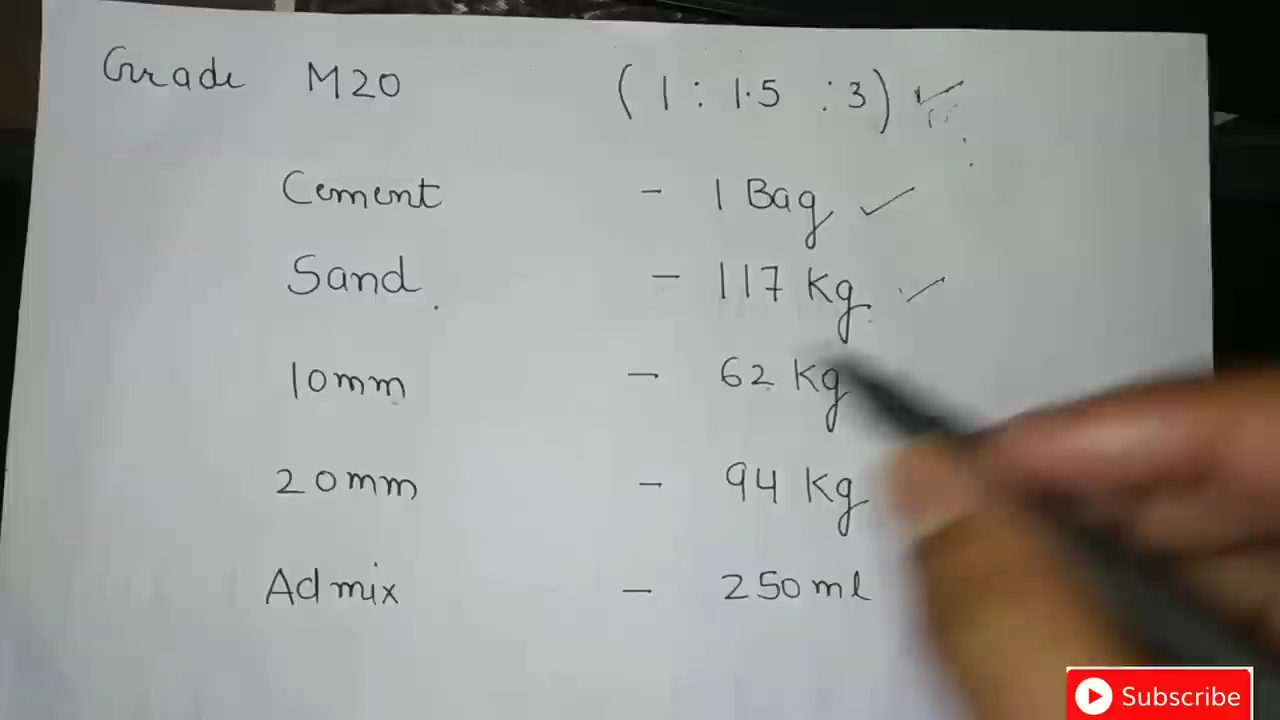 Grade M20 (1 : 1.5 : 3)
Cement - 1 Bag
Sand - 117 Kg
10mm - 62 Kg
20mm - 94 Kg
Admix - 250 ml
Subscribe